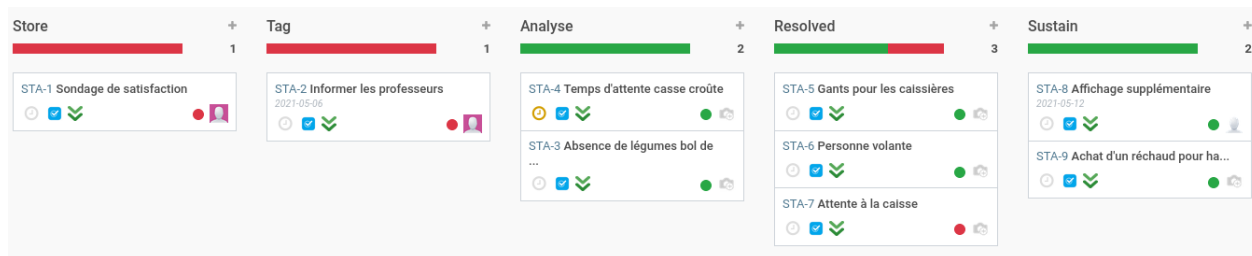 Store + 1
STA-1 Sondage de satisfaction
Tag + 1
STA-2 Informer les professeurs
2021-05-06
Analyse + 2
STA-4 Temps d'attente casse croûte
STA-3 Absence de légumes bol de
...
Resolved + 3
STA-5 Gants pour les caissières
STA-6 Personne volante
STA-7 Attente à la caisse
Sustain + 2
STA-8 Affichage supplémentaire
2021-05-12
STA-9 Achat d'un réchaud pour ha...